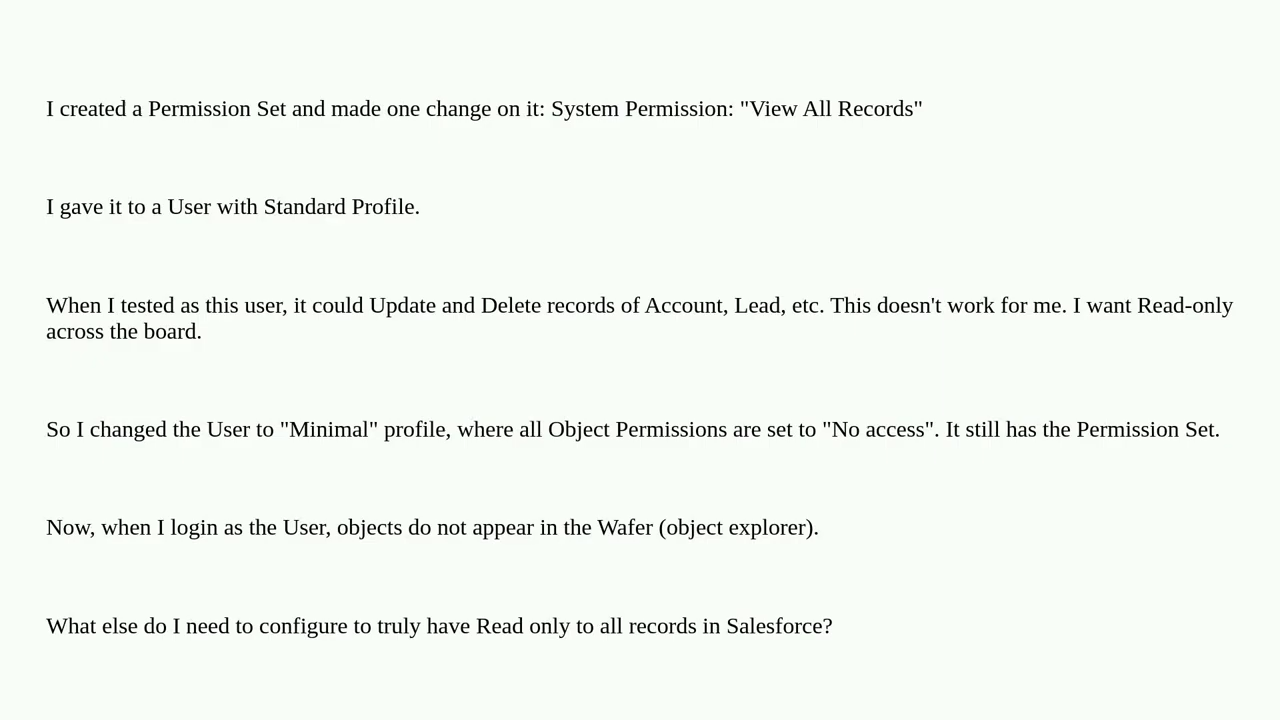 I created a Permission Set and made one change on it: System Permission: "View All Records"
I gave it to a User with Standard Profile.
When I tested as this user, it could Update and Delete records of Account, Lead, etc. This doesn't work for me. I want Read-only
across the board.
So I changed the User to "Minimal" profile, where all Object Permissions are set to "No access". It still has the Permission Set.
Now, when I login as the User, objects do not appear in the Wafer (object explorer).
What else do I need to configure to truly have Read only to all records in Salesforce?